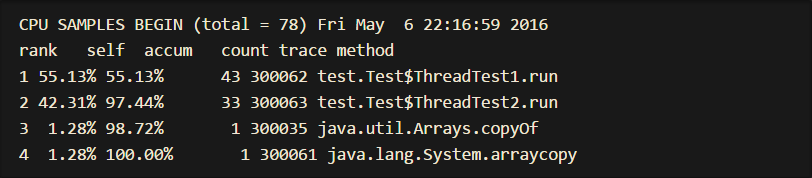 CPU SAMPLES BEGIN (total = 78) Fri May  6 22:16:59 2016
rank   self  accum   count trace method
1 55.13% 55.13%      43 300062 test.Test$ThreadTest1.run
2 42.31% 97.44%      33 300063 test.Test$ThreadTest2.run
3  1.28% 98.72%       1 300035 java.util.Arrays.copyOf
4  1.28% 100.00%       1 300061 java.lang.System.arraycopy